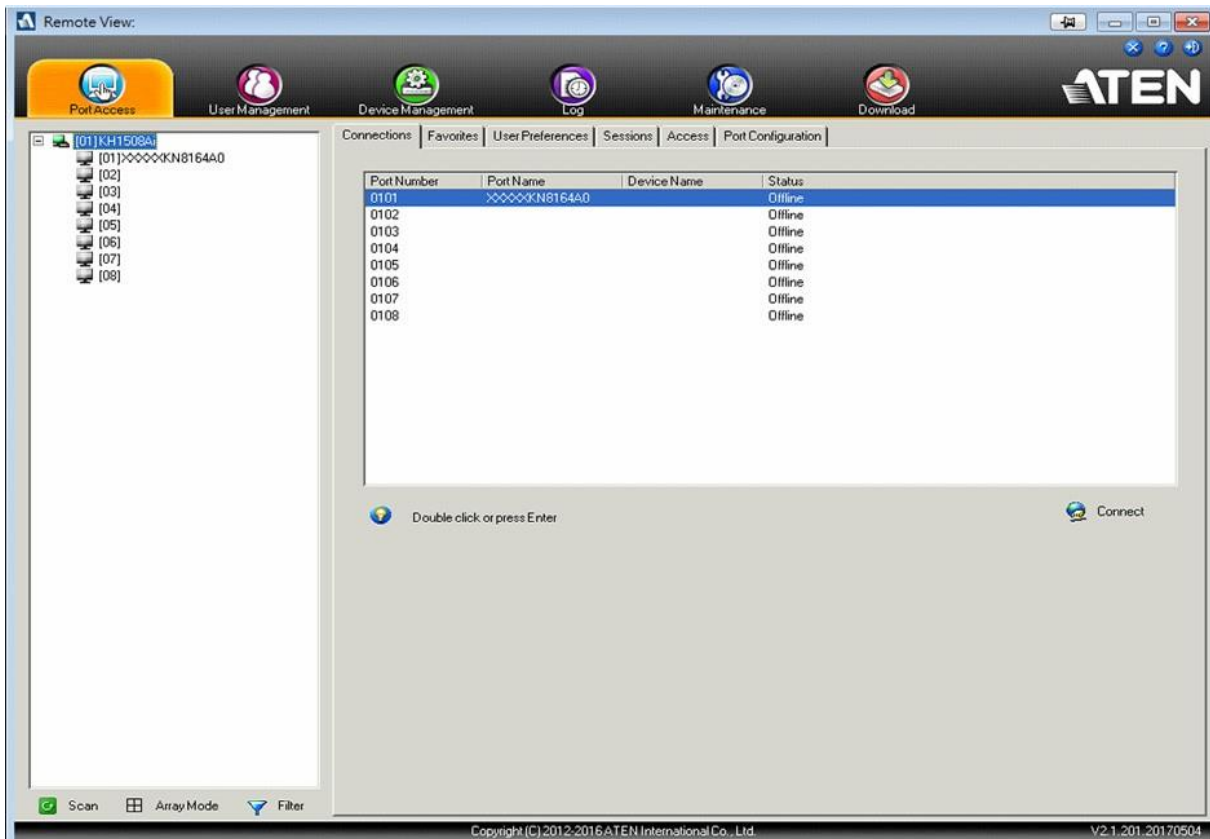 Remote View:
ATEN
Port Access
User Management
Device Management
Log
Maintenance
Download
[01]KH1508Ai
[01]XXXXXKN8164A0
[02]
[03]
[04]
[05]
[06]
[07]
[08]
Connections Favorites User Preferences Sessions Access Port Configuration
Port Number Port Name Device Name Status
0101 XXXXXKN8164A0 Offline
0102 Offline
0103 Offline
0104 Offline
0105 Offline
0106 Offline
0107 Offline
0108 Offline
Double click or press Enter
Connect
Scan Array Mode Filter
Copyright (C) 2012-2016 ATEN International Co., Ltd.
V2.1.201.20170504